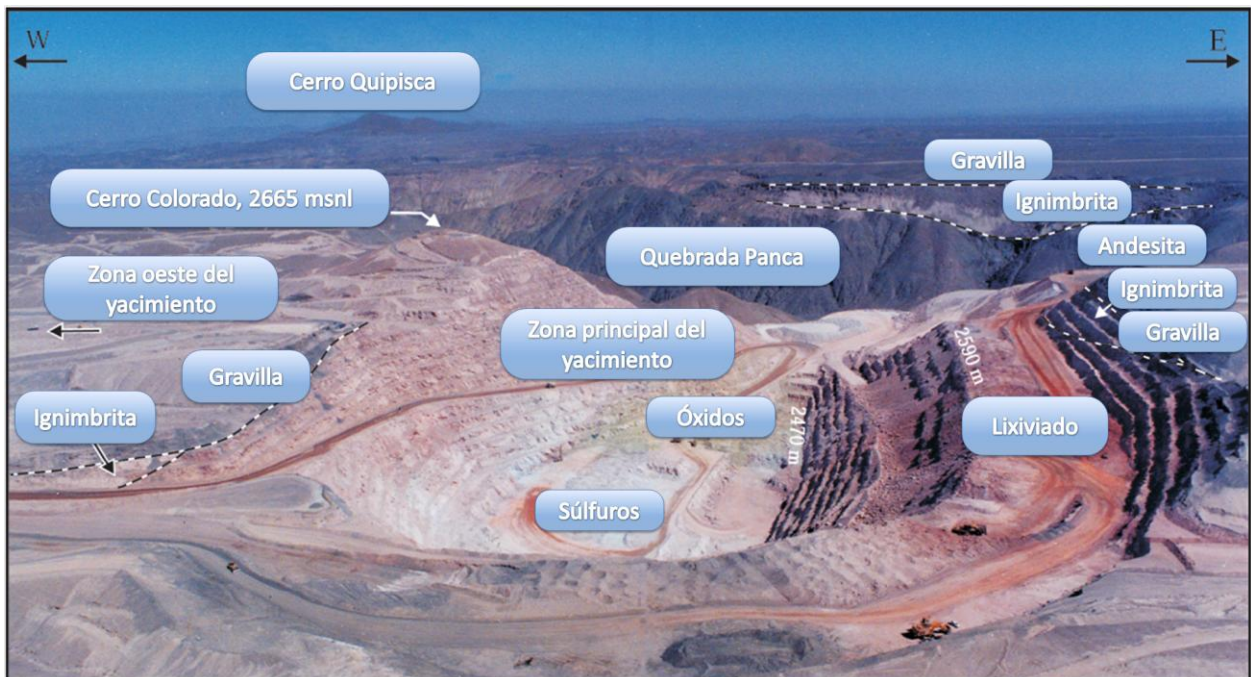 W
E
Cerro Quipisca
Gravilla
Cerro Colorado, 2665 msnl
Ignimbrita
Quebrada Panca
Andesita
Zona oeste del
yacimiento
Ignimbrita
Zona principal del
yacimiento
Gravilla
2590 m
Gravilla
Ignimbrita
Óxidos
2470 m
Lixiviado
Súlfuros